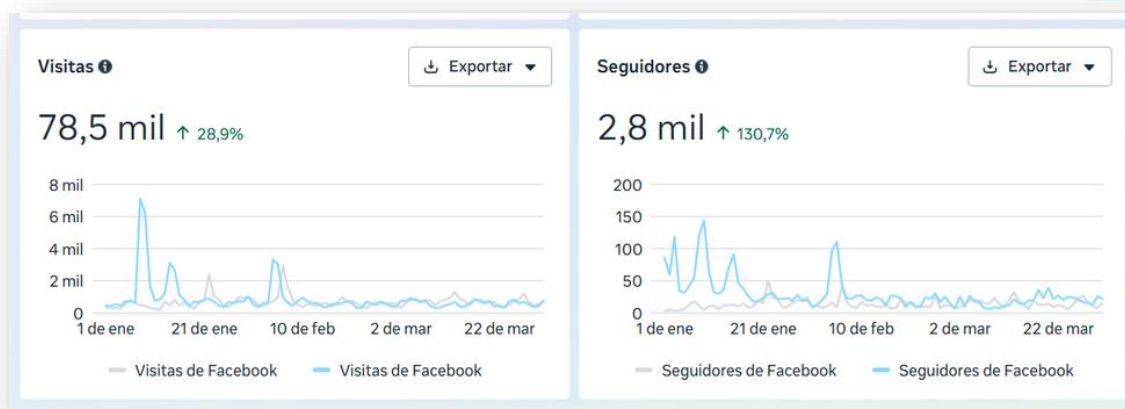 Visitas
Exportar
78,5 mil ↑ 28,9%
8 mil
6 mil
4 mil
2 mil
0
1 de ene 21 de ene 10 de feb 2 de mar 22 de mar
Visitas de Facebook Visitas de Facebook
Seguidores
Exportar
2,8 mil ↑ 130,7%
200
150
100
50
0
1 de ene 21 de ene 10 de feb 2 de mar 22 de mar
Seguidores de Facebook Seguidores de Facebook